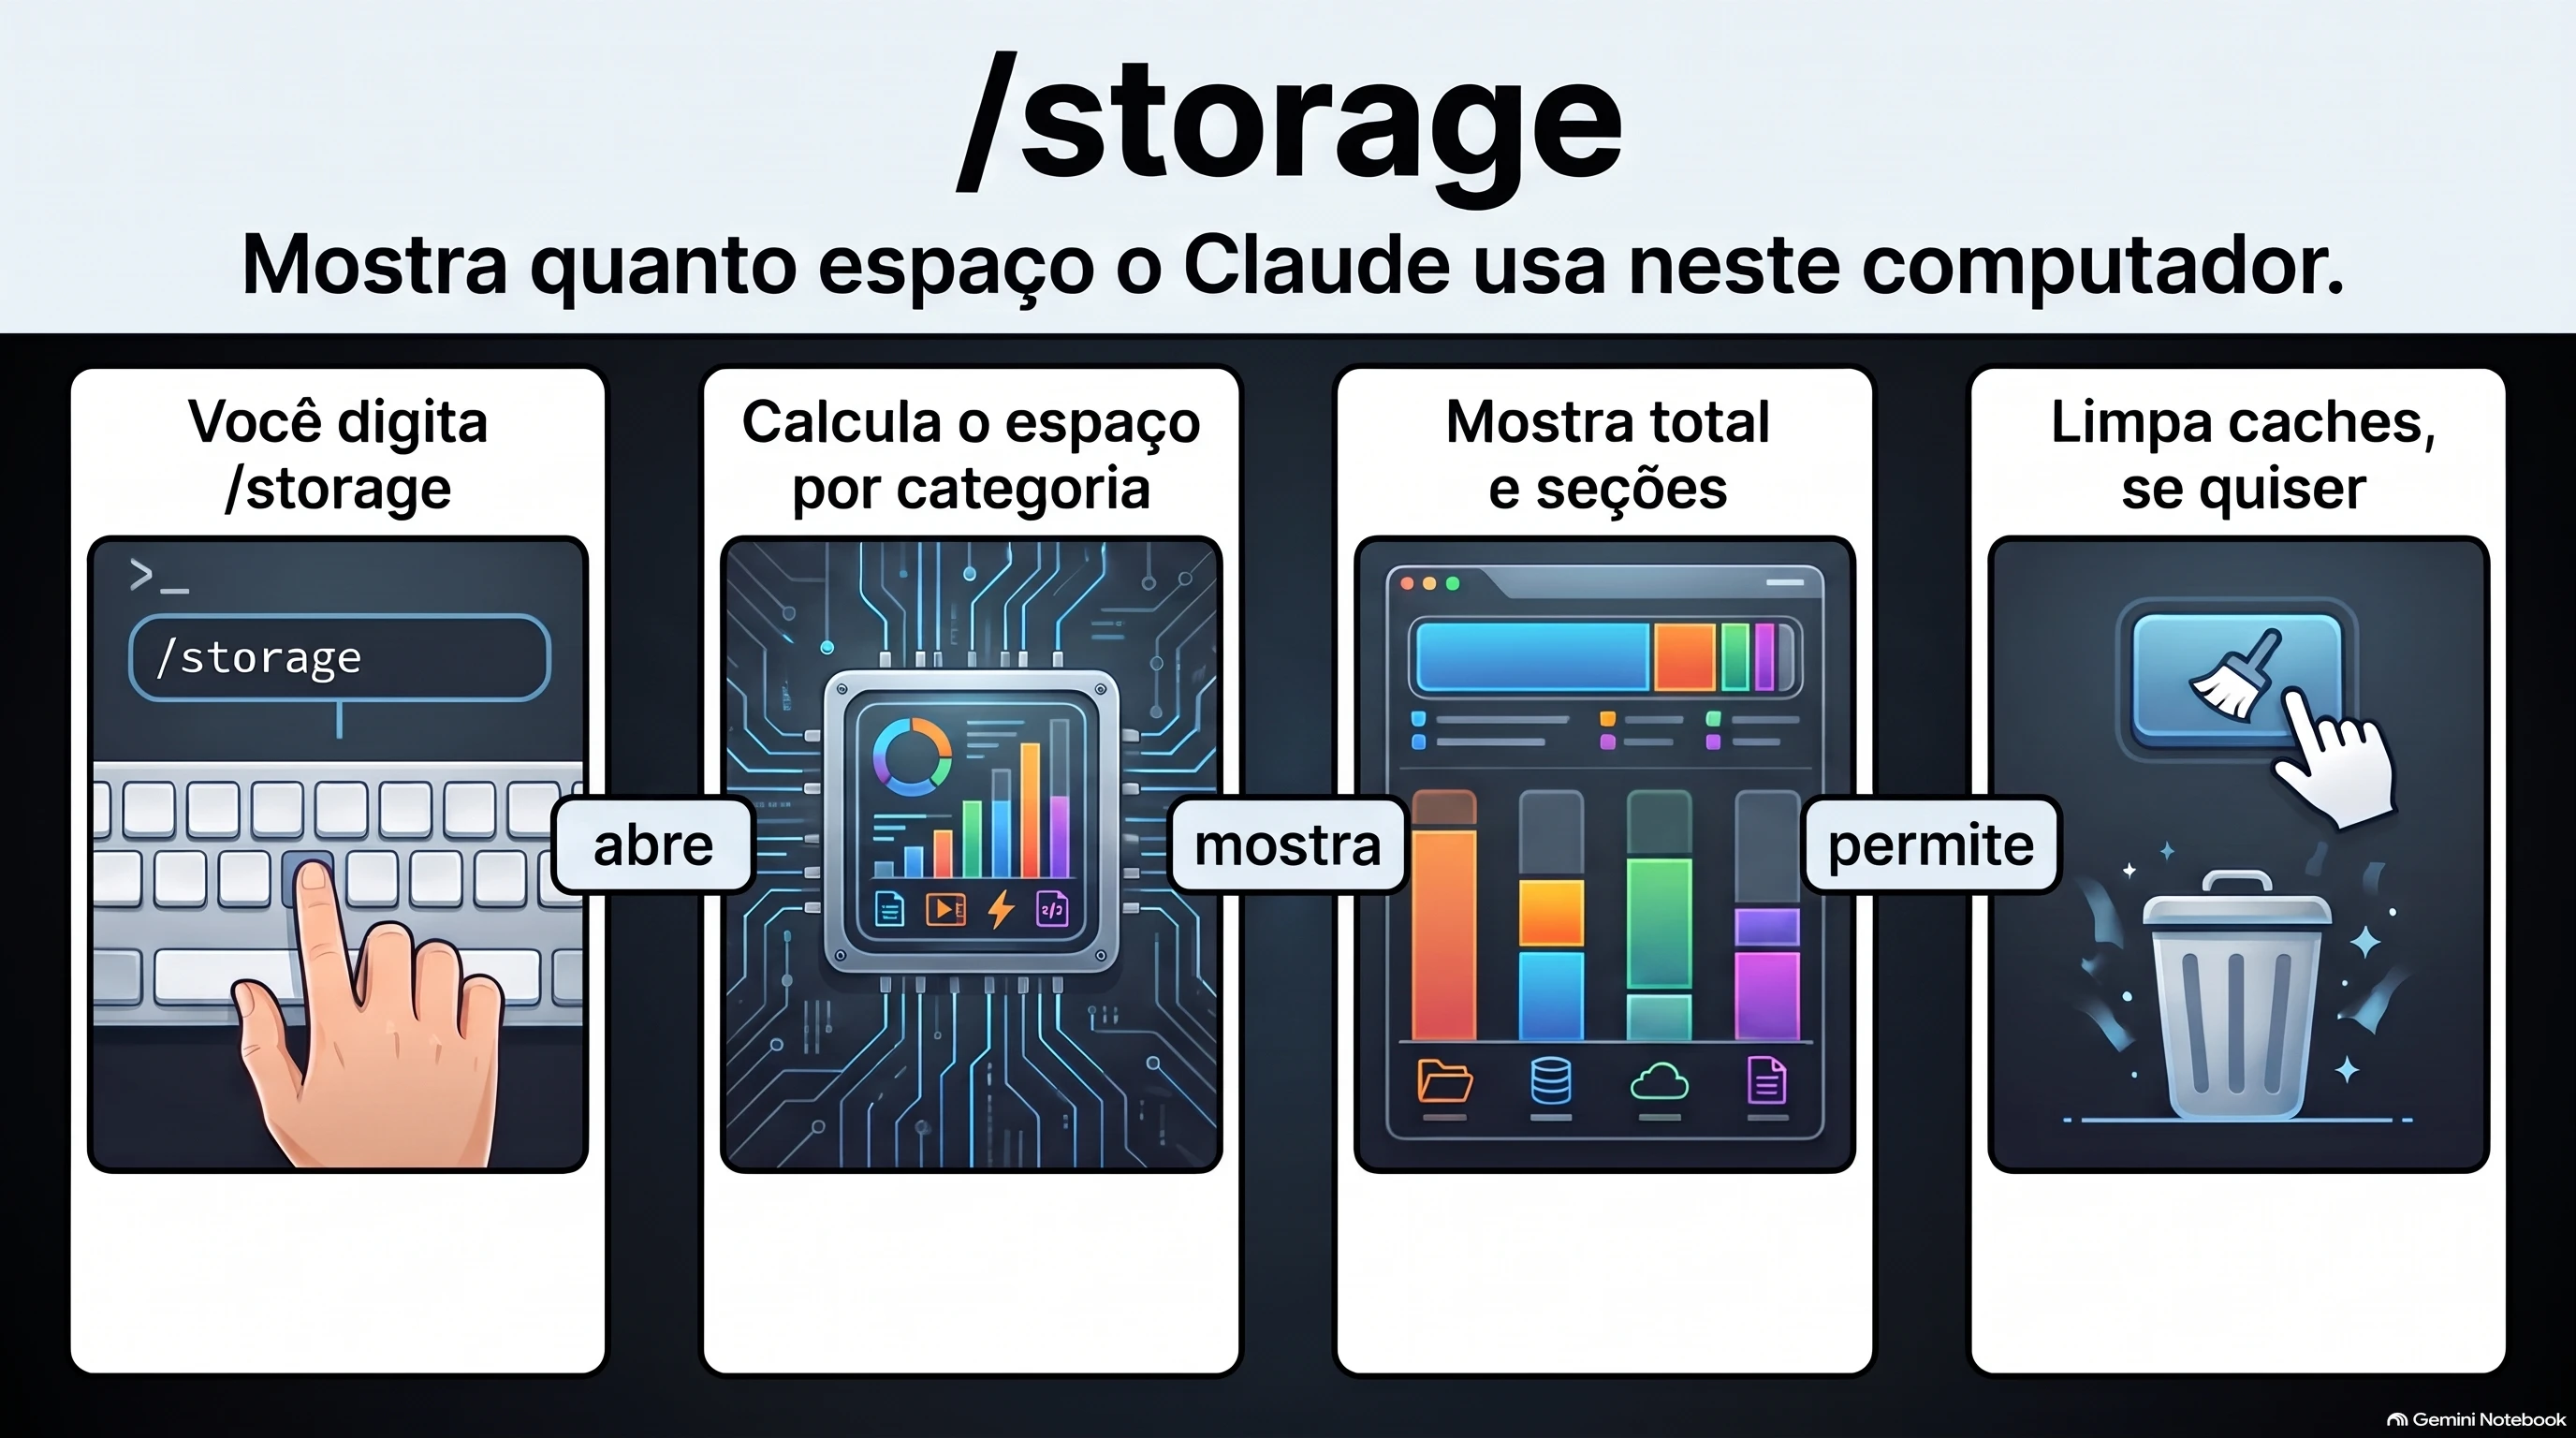 /storage
Mostra quanto espaço o Claude usa neste computador.
Você digita
/storage
>_
/storage
abre
Calcula o espaço
por categoria
</>
mostra
Mostra total
e seções
permite
Limpa caches,
se quiser
Gemini Notebook